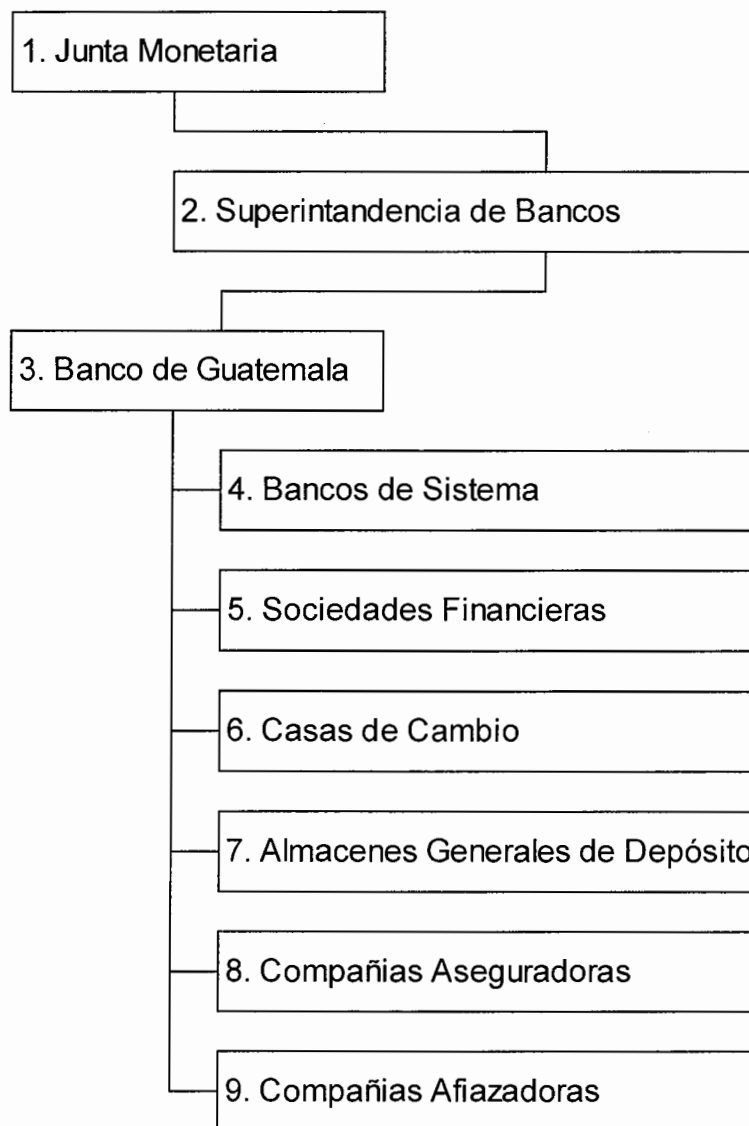 1. Junta Monetaria
2. Superintandencia de Bancos
3. Banco de Guatemala
4. Bancos de Sistema
5. Sociedades Financieras
6. Casas de Cambio
7. Almacenes Generales de Depósito
8. Compañias Aseguradoras
9. Compañias Afiazadoras